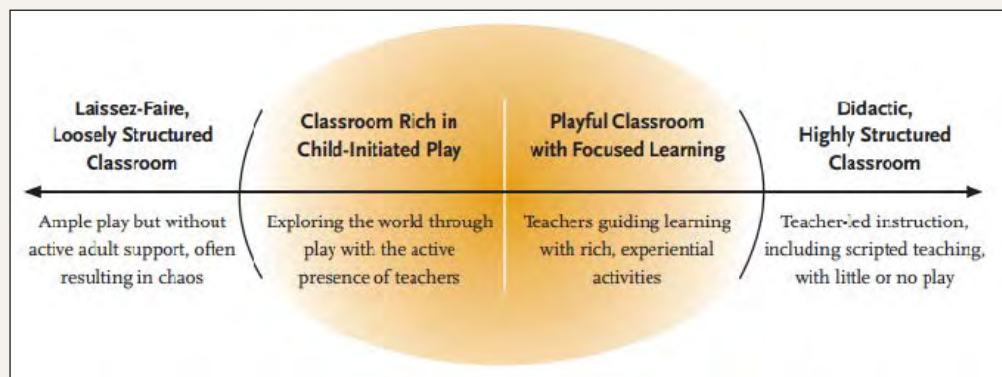 Laissez-Faire,
Loosely Structured
Classroom
Classroom Rich in
Child-Initiated Play
Playful Classroom
with Focused Learning
Didactic,
Highly Structured
Classroom
Ample play but without
active adult support, often
resulting in chaos
Exploring the world through
play with the active
presence of teachers
Teachers guiding learning
with rich, experiential
activities
Teacher-led instruction,
including scripted teaching,
with little or no play